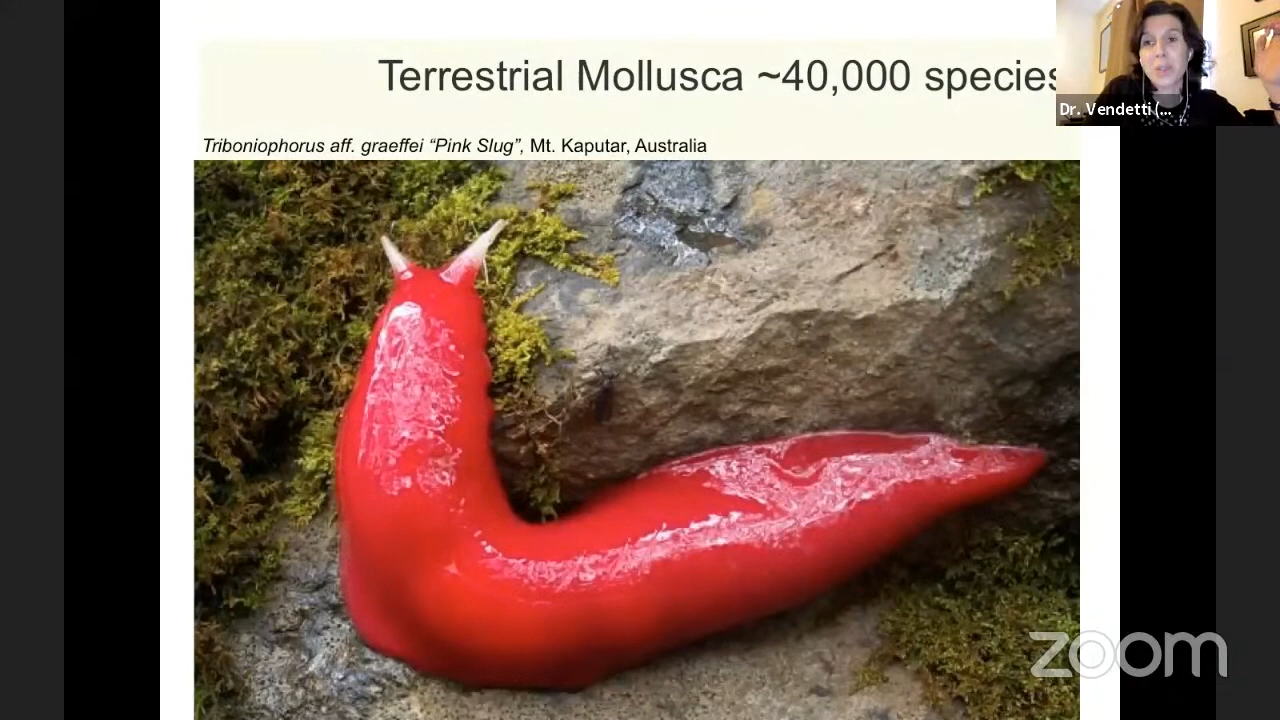 Terrestrial Mollusca ~40,000 species
Dr. Vendetti (...
Triboniophorus aff. graeffei “Pink Slug”, Mt. Kaputar, Australia
zoom